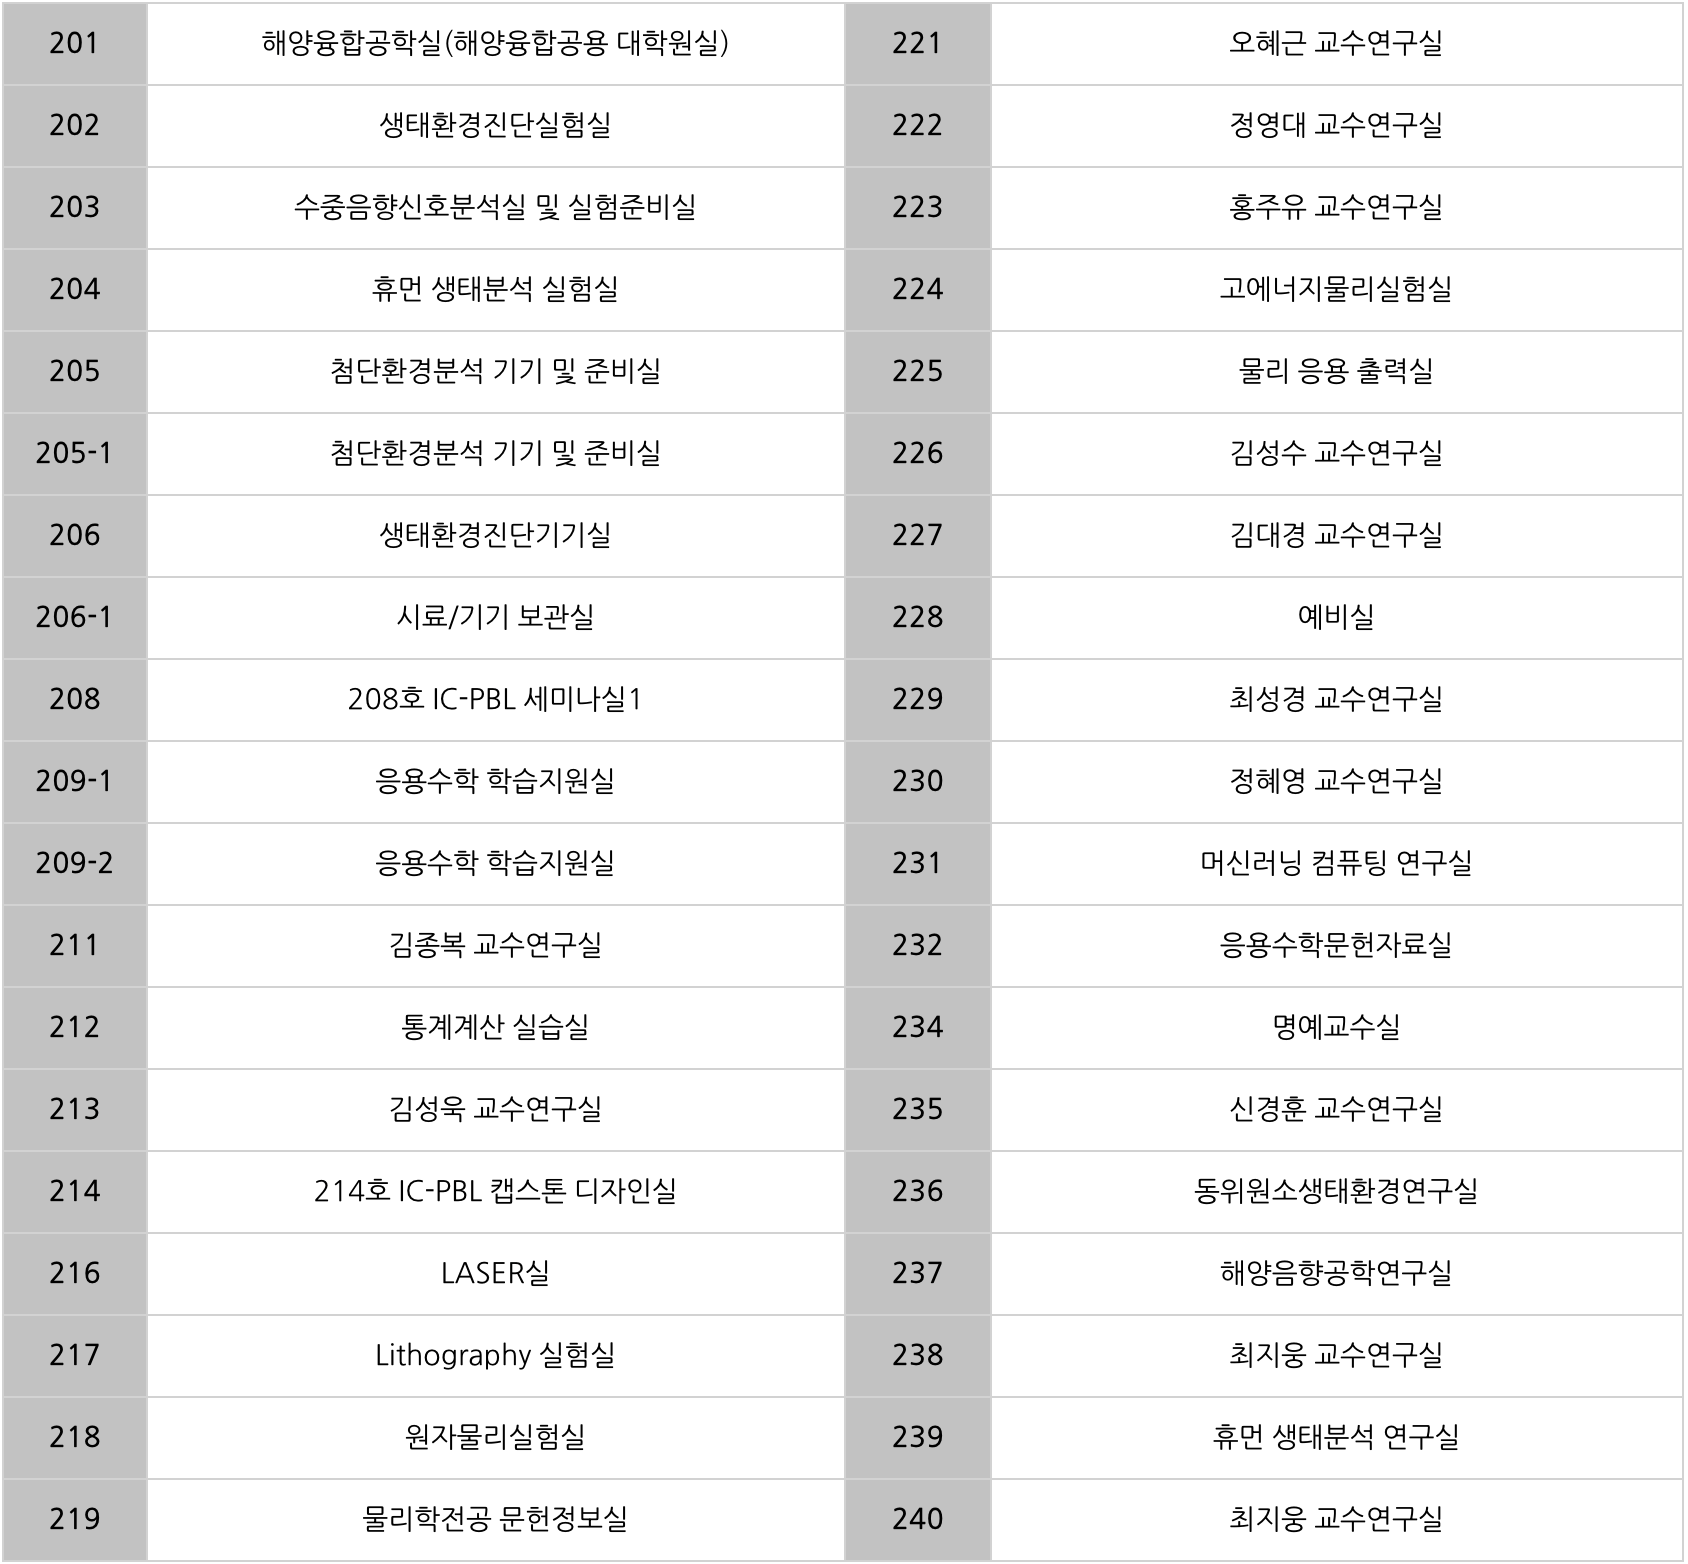 201 해양융합공학실(해양융합공용 대학원실) 221 오혜근 교수연구실
202 생태환경진단실험실 222 정영대 교수연구실
203 수중음향신호분석실 및 실험준비실 223 홍주유 교수연구실
204 휴먼 생태분석 실험실 224 고에너지물리실험실
205 첨단환경분석 기기 및 준비실 225 물리 응용 출력실
205-1 첨단환경분석 기기 및 준비실 226 김성수 교수연구실
206 생태환경진단기기실 227 김대경 교수연구실
206-1 시료/기기 보관실 228 예비실
208 208호 IC-PBL 세미나실1 229 최성경 교수연구실
209-1 응용수학 학습지원실 230 정혜영 교수연구실
209-2 응용수학 학습지원실 231 머신러닝 컴퓨팅 연구실
211 김종복 교수연구실 232 응용수학문헌자료실
212 통계계산 실습실 234 명예교수실
213 김성욱 교수연구실 235 신경훈 교수연구실
214 214호 IC-PBL 캡스톤 디자인실 236 동위원소생태환경연구실
216 LASER실 237 해양음향공학연구실
217 Lithography 실험실 238 최지웅 교수연구실
218 원자물리실험실 239 휴먼 생태분석 연구실
219 물리학전공 문헌정보실 240 최지웅 교수연구실